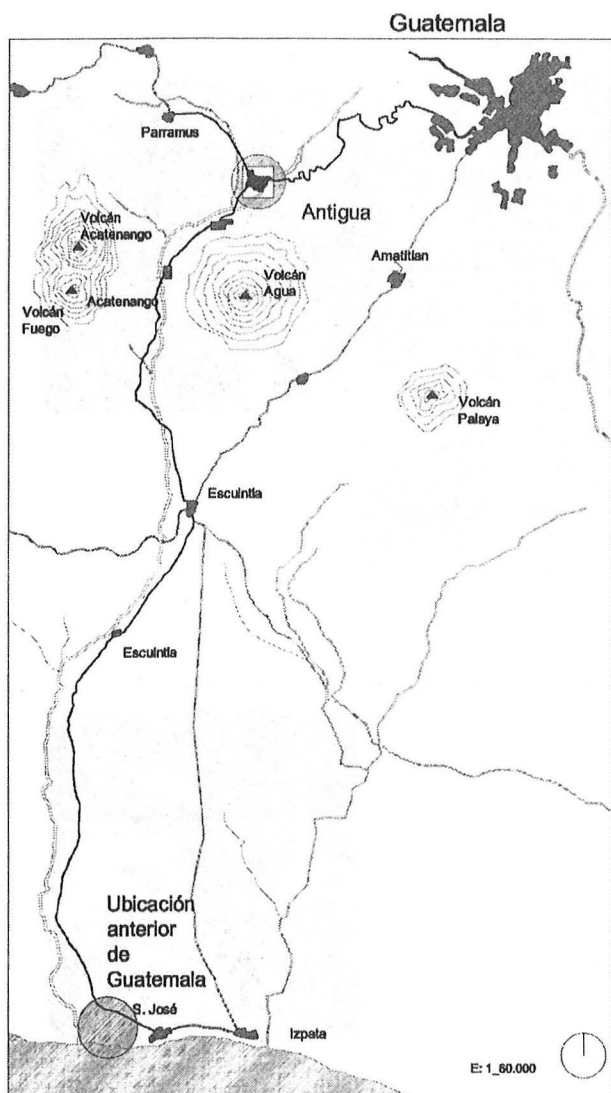 Guatemala
Parramus
Antigua
Volcán
Acatenango
Amatitlan
Volcán
Agua
Volcán
Fuego
Acatenango
Volcán
Palaya
Escuintla
Escuintla
Ubicación
anterior
de
Guatemala
S. José
Izpata
E: 1_60.000